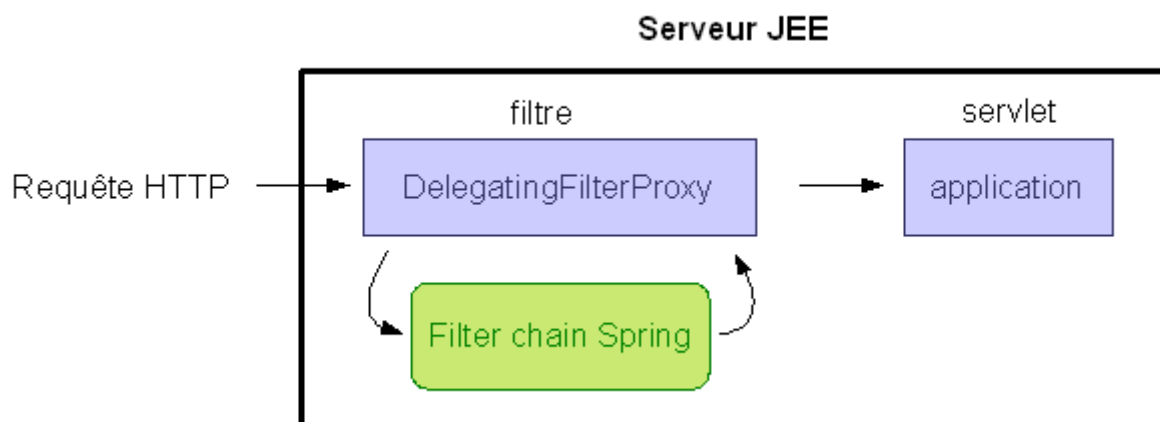 Serveur JEE
filtre
servlet
Requête HTTP
DelegatingFilterProxy
application
Filter chain Spring